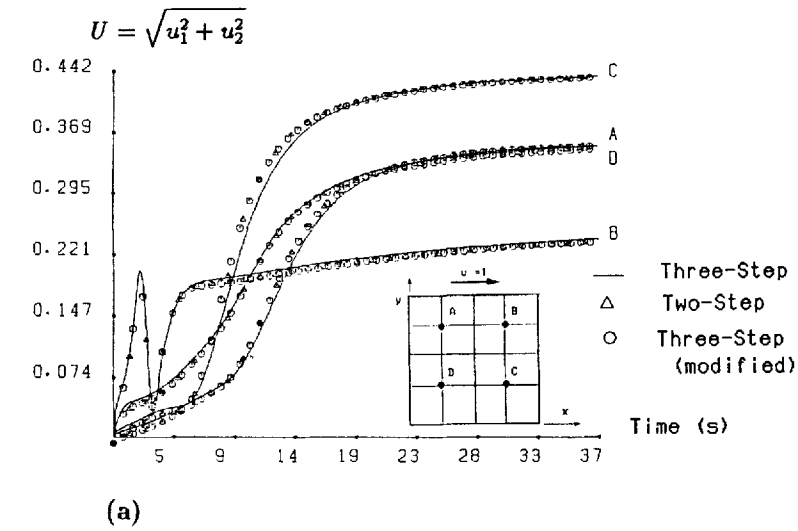 U = √(u₁² + u₂²)
0.442
0.369
0.295
0.221
0.147
0.074
C
A
D
B
u =1
y
A
B
D
C
x
Three-Step
Two-Step
Three-Step
(modified)
Time (s)
5 9 14 19 23 28 33 37
(a)